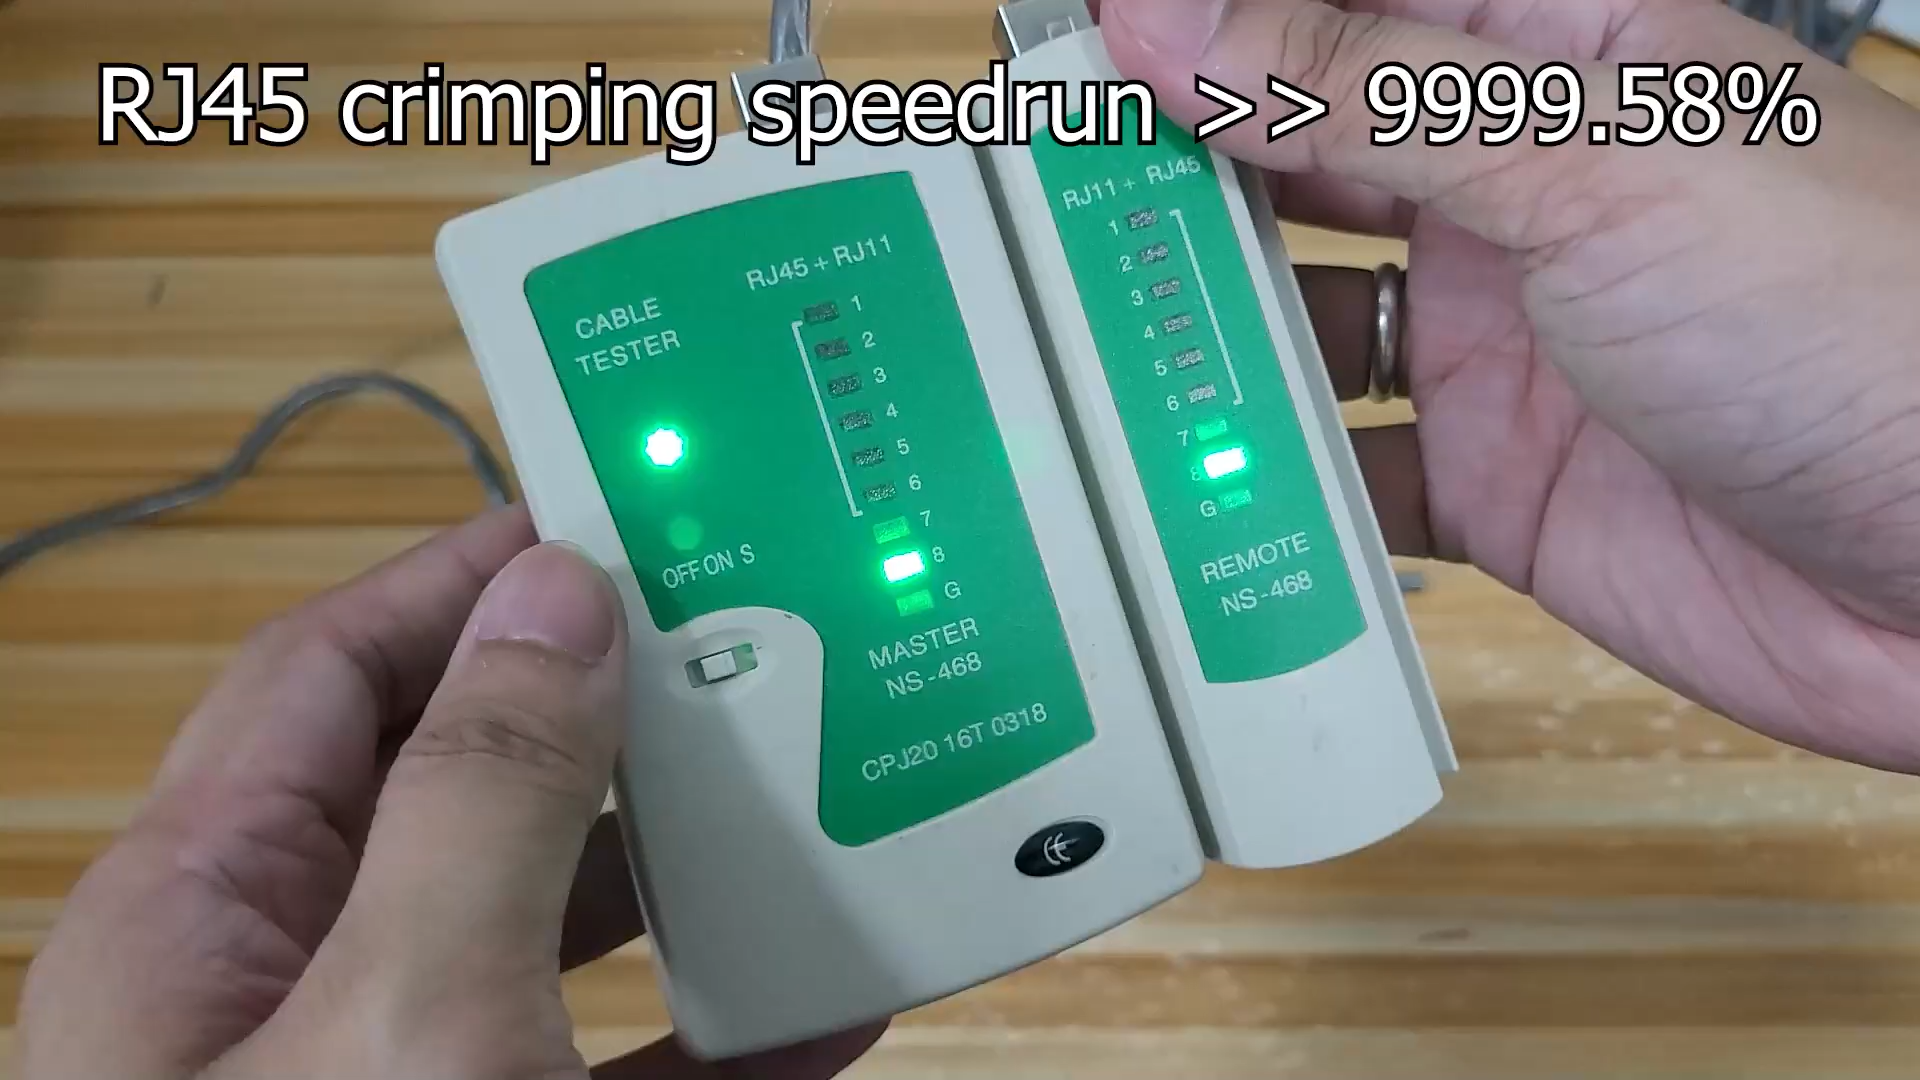 RJ45 crimping speedrun >> 9999.58%
CABLE
TESTER
OFF ON S
RJ45 + RJ11
1
2
3
4
5
6
7
8
G
MASTER
NS-468
CPJ20 16T 0318
CE
RJ11 + RJ45
1
2
3
4
5
6
7
8
G
REMOTE
NS-468